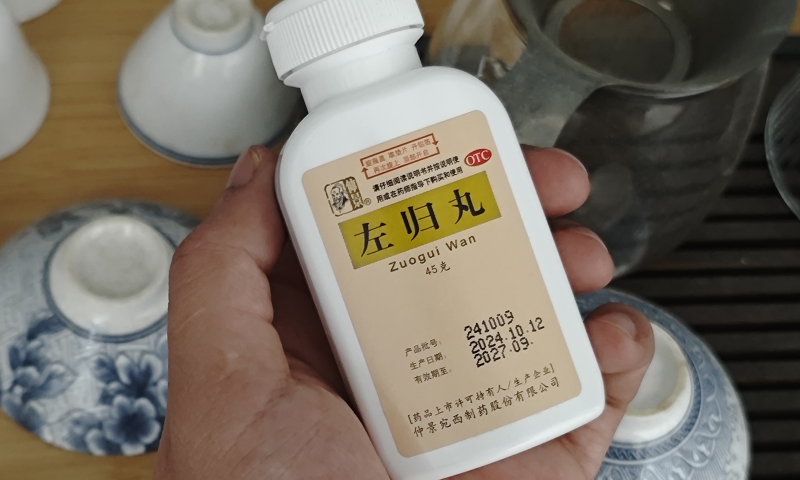 OTC
请仔细阅读说明书并按说明使
用或在药师指导下购买和使用
仲景
®
左归丸
Zuogui Wan
45克
产品批号: 241009
生产日期: 2024.10.12
有效期至: 2027.09.
[药品上市许可持有人/生产企业]
仲景宛西制药股份有限公司